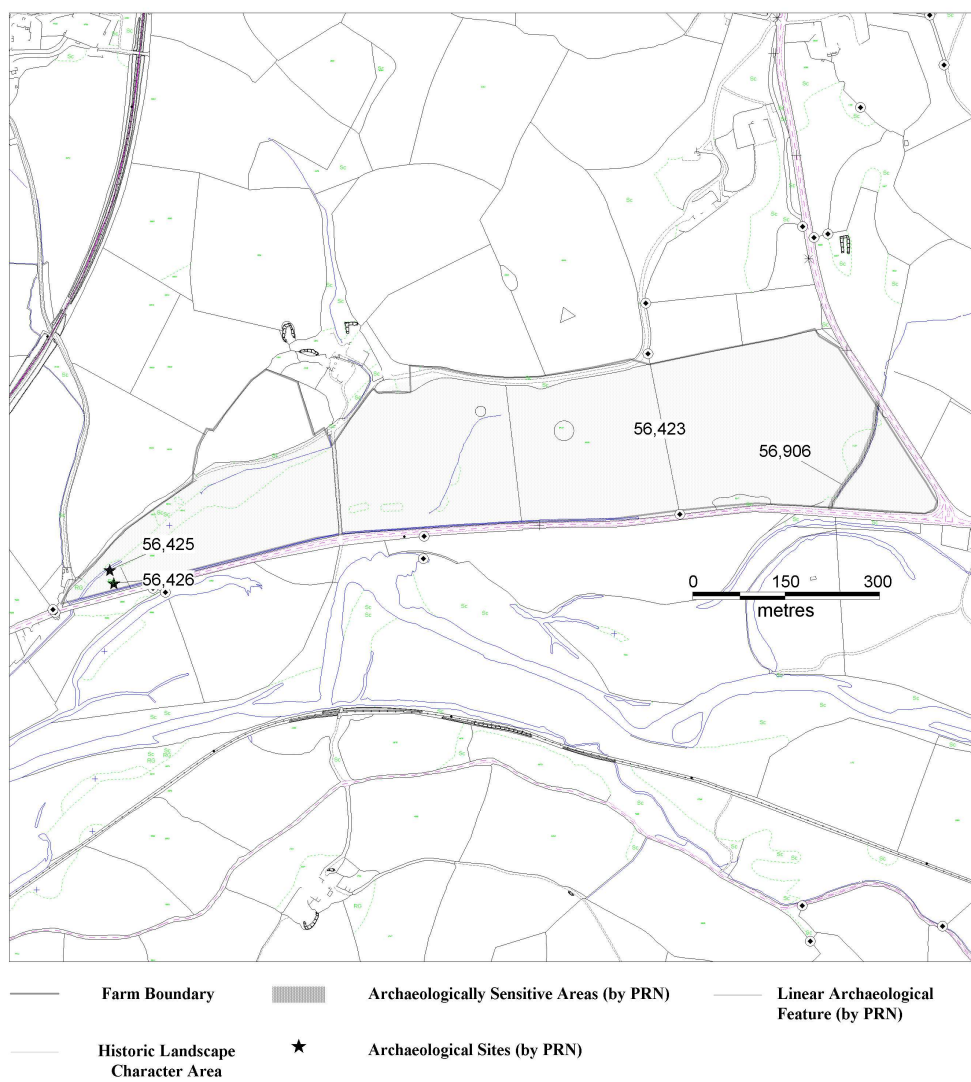 56,423
56,906
56,425
56,426
0 150 300
metres
Farm Boundary
Archaeologically Sensitive Areas (by PRN)
Linear Archaeological
Feature (by PRN)
Historic Landscape
Character Area
Archaeological Sites (by PRN)